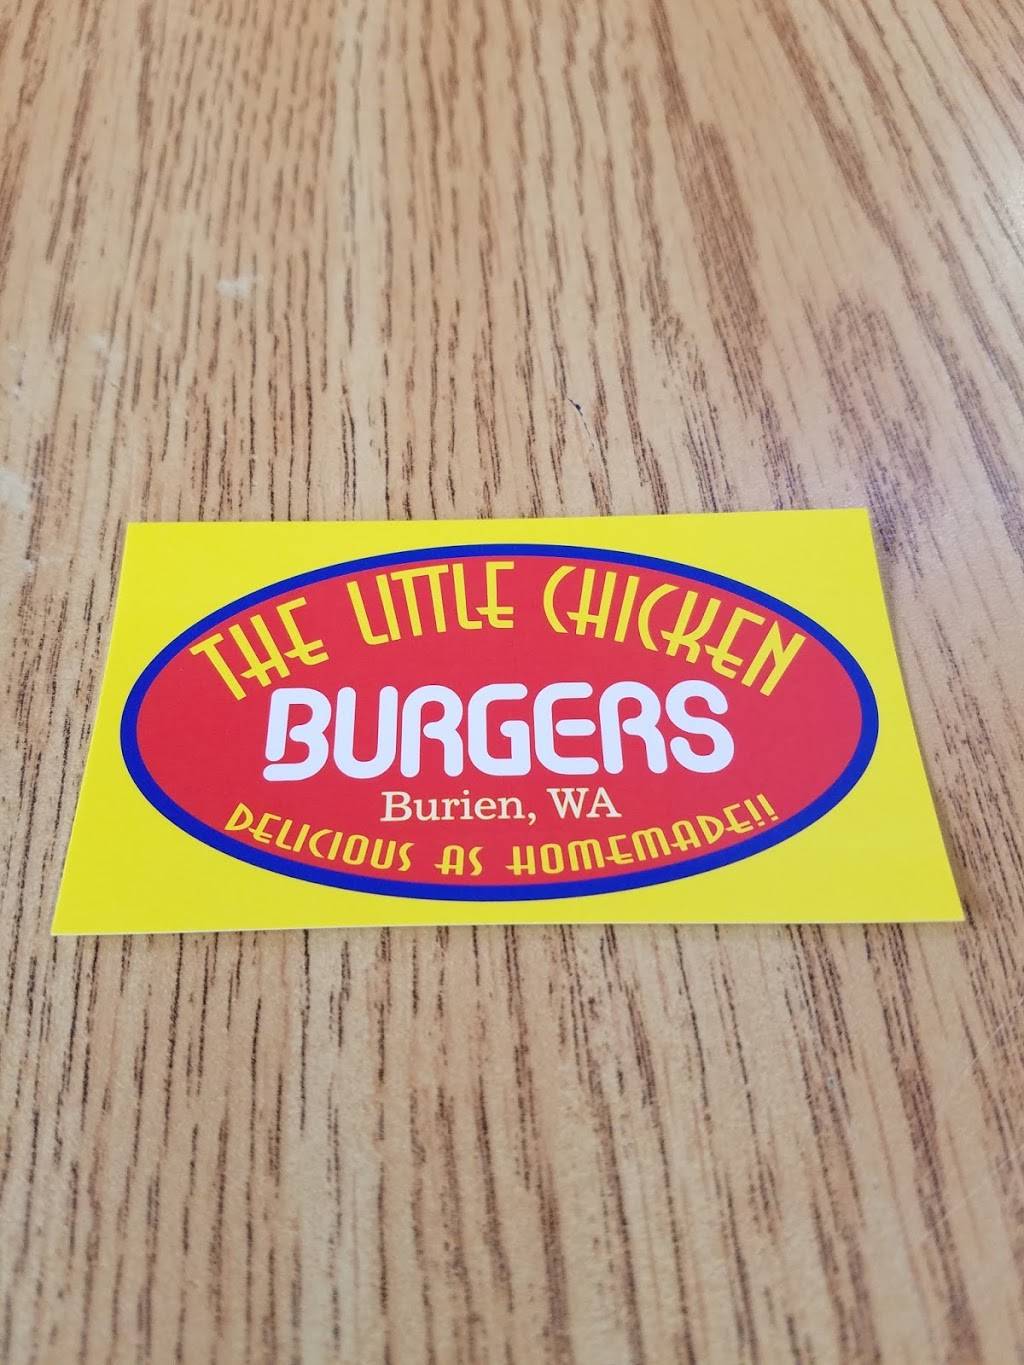 THE LITTLE CHICKEN
BURGERS
Burien, WA
DELICIOUS AS HOMEMADE!!